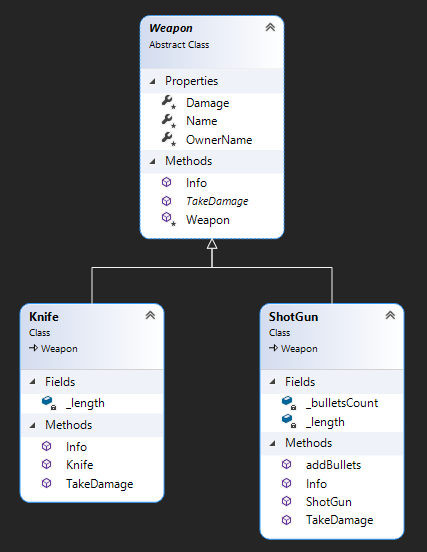 Weapon
Abstract Class
Properties
Damage
Name
OwnerName
Methods
Info
TakeDamage
Weapon
Knife
Class
Weapon
Fields
_length
Methods
Info
Knife
TakeDamage
ShotGun
Class
Weapon
Fields
_bulletsCount
_length
Methods
addBullets
Info
ShotGun
TakeDamage